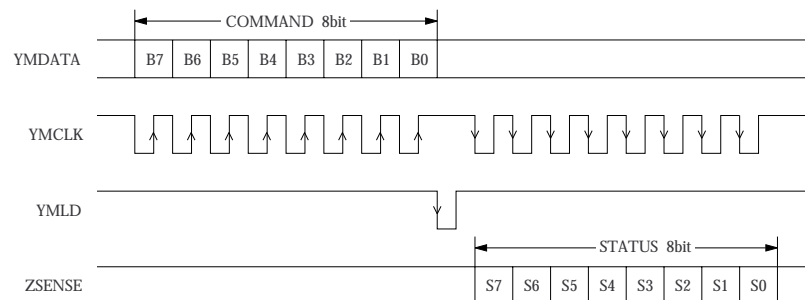 COMMAND 8bit
YMDATA B7 B6 B5 B4 B3 B2 B1 B0
YMCLK
YMLD
STATUS 8bit
ZSENSE S7 S6 S5 S4 S3 S2 S1 S0